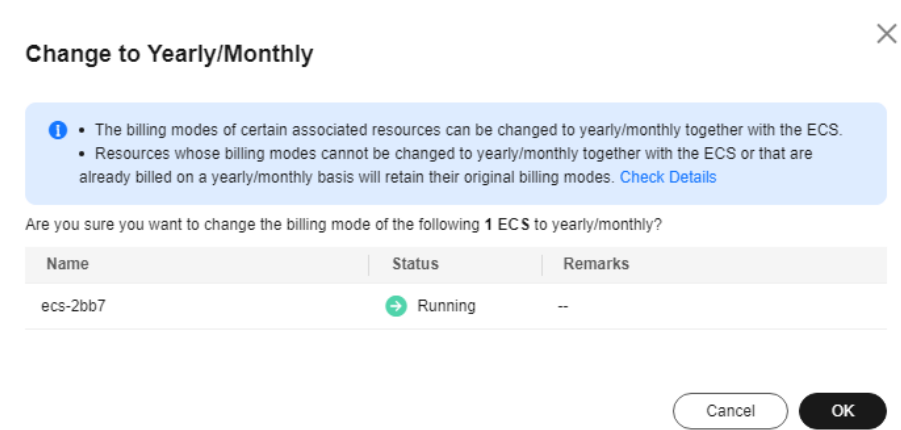 Change to Yearly/Monthly
• The billing modes of certain associated resources can be changed to yearly/monthly together with the ECS.
• Resources whose billing modes cannot be changed to yearly/monthly together with the ECS or that are
already billed on a yearly/monthly basis will retain their original billing modes. Check Details
Are you sure you want to change the billing mode of the following 1 ECS to yearly/monthly?
Name Status Remarks
ecs-2bb7 Running --
Cancel OK